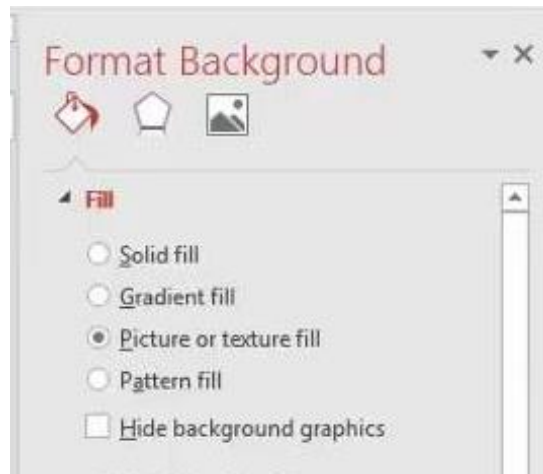 Format Background
Fill
Solid fill
Gradient fill
Picture or texture fill
Pattern fill
Hide background graphics